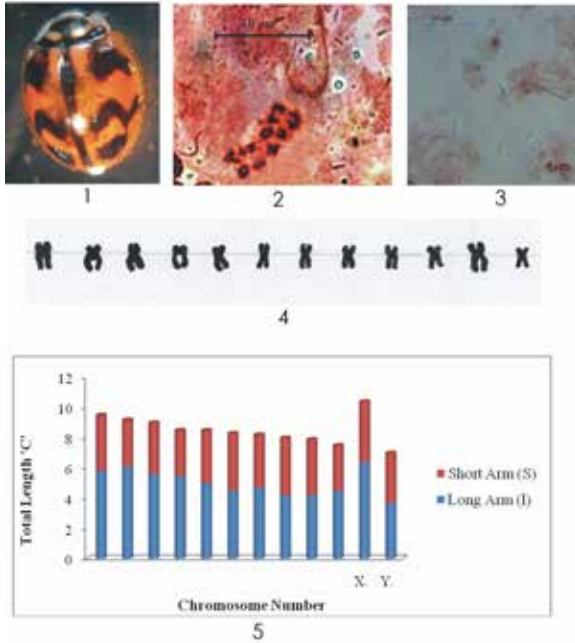 1
2
3
4
Total Length 'C'
12
10
8
6
4
2
0
Short Arm (S)
Long Arm (l)
X.
Y.
Chromosome Number
5